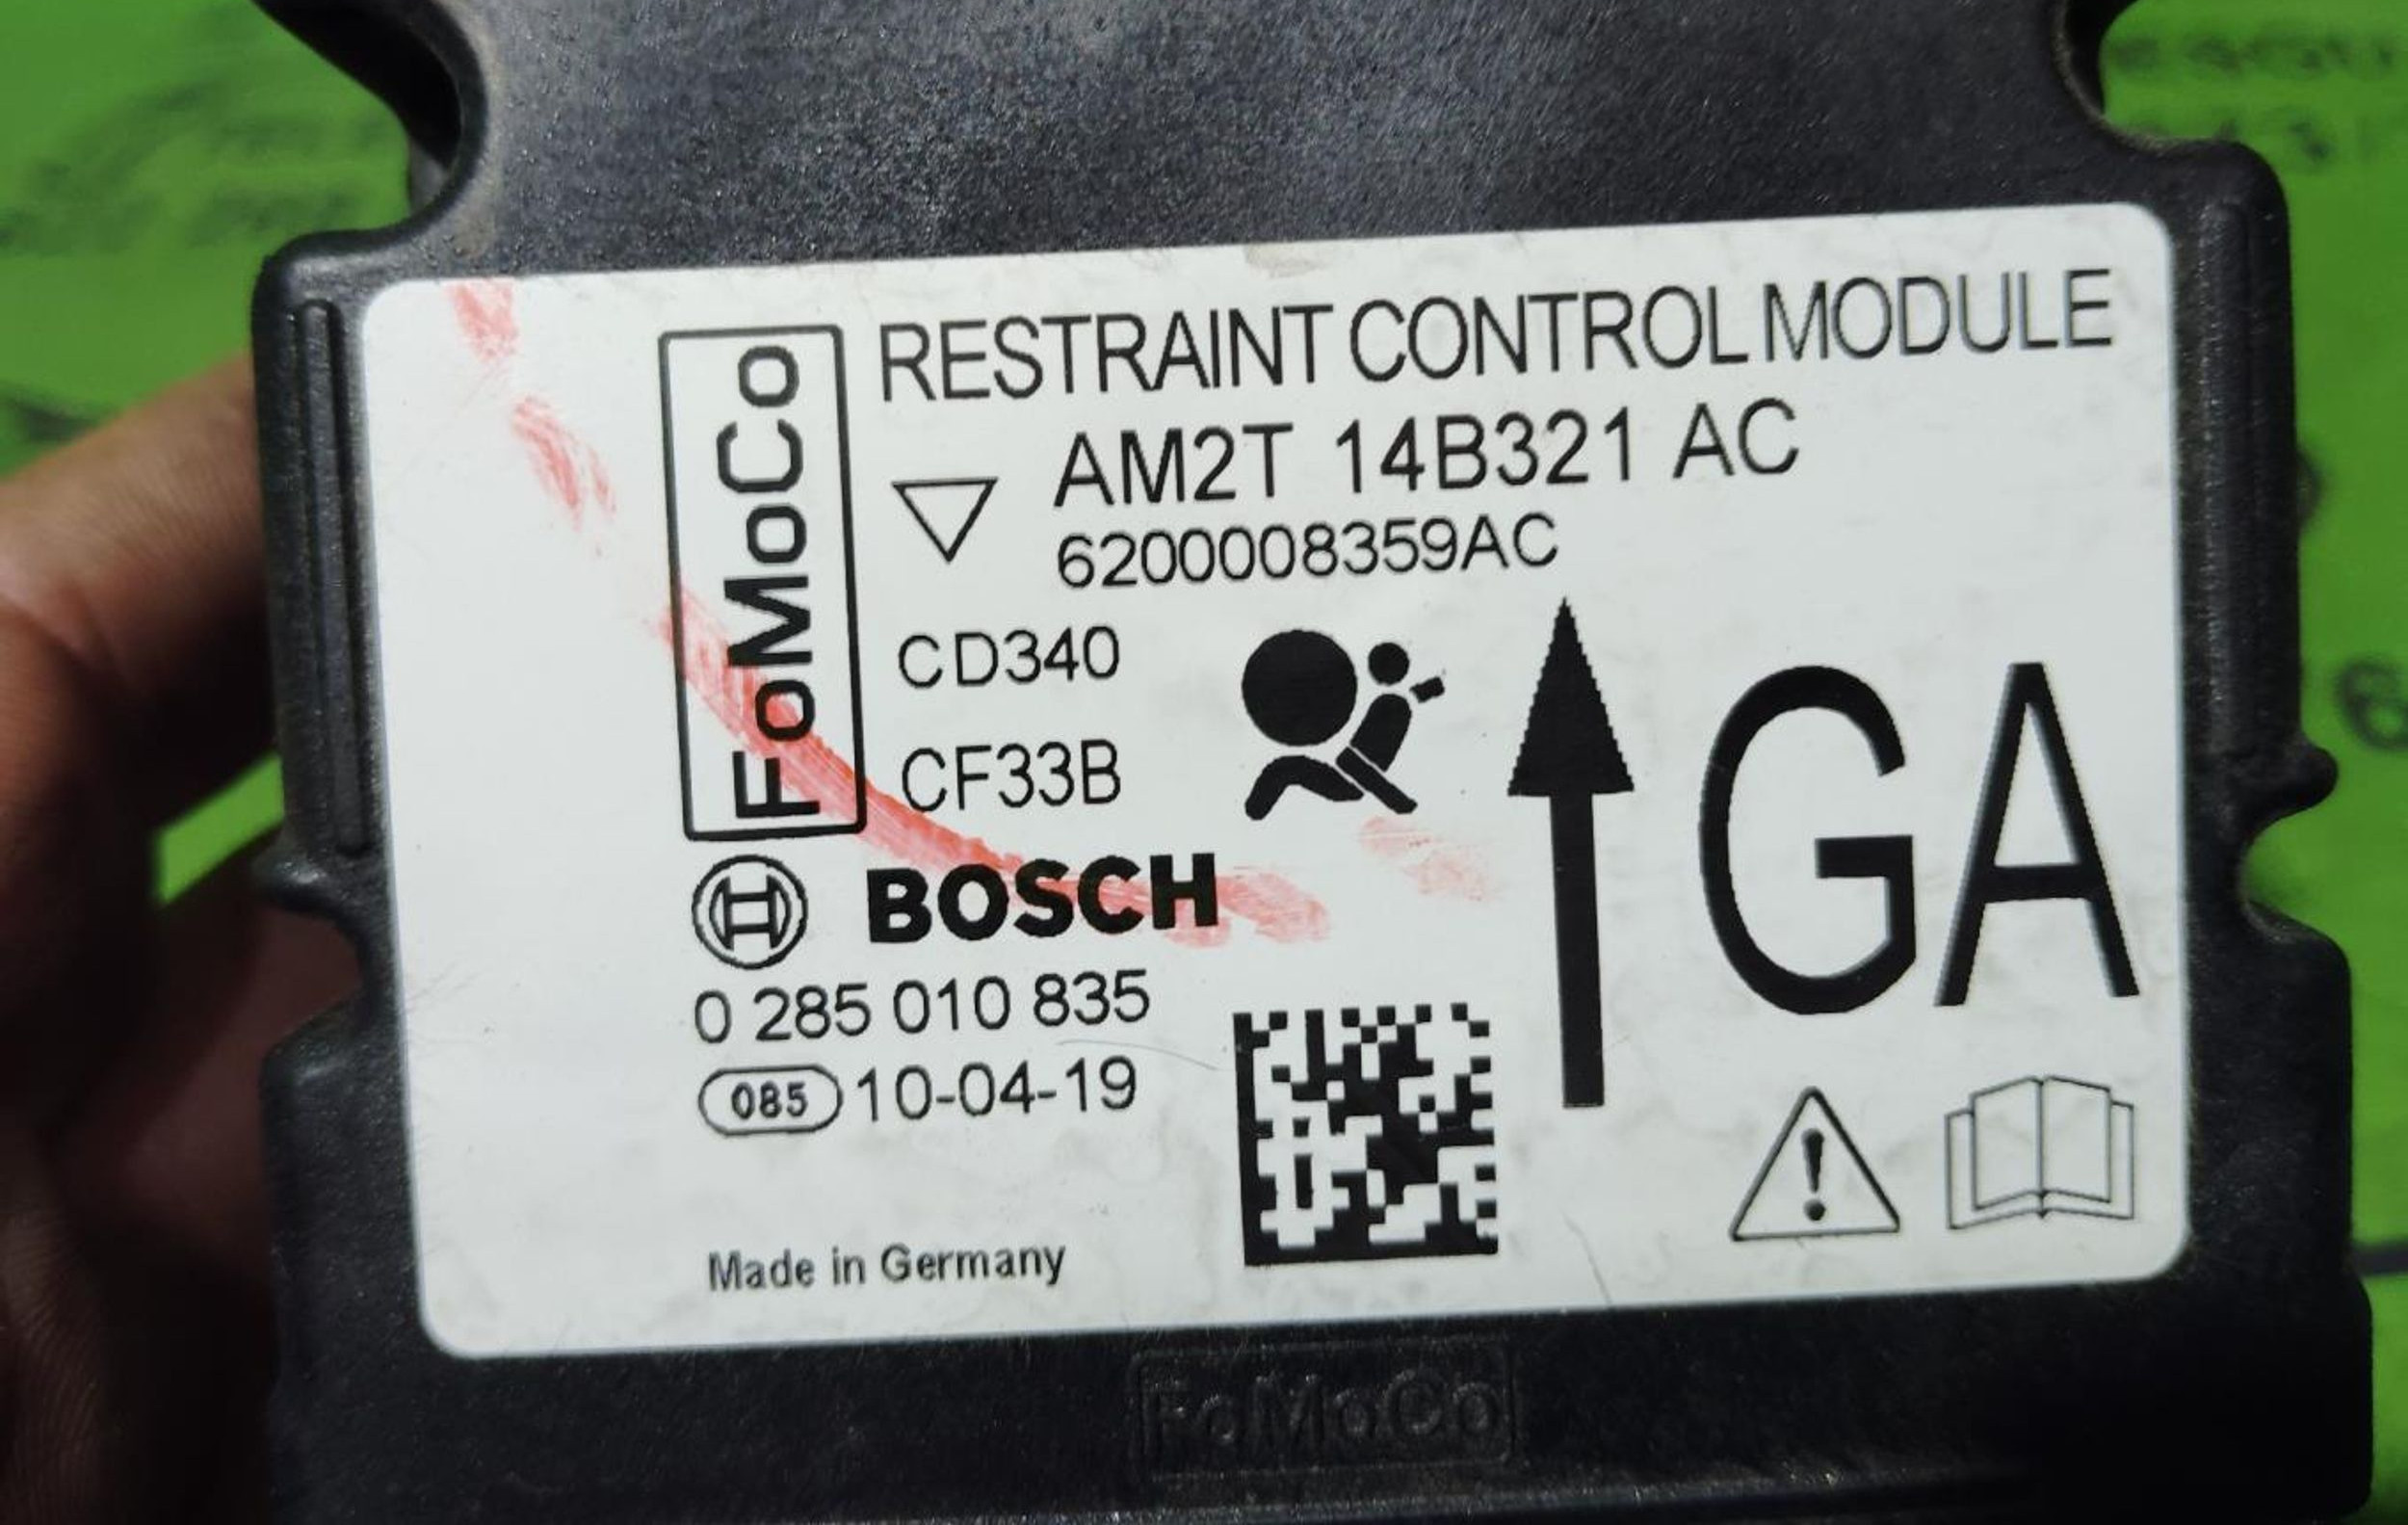 FoMoCo
RESTRAINT CONTROL MODULE
AM2T 14B321 AC
6200008359AC
CD340
CF33B
GA
BOSCH
0 285 010 835
085 10-04-19
Made in Germany
FoMoCo